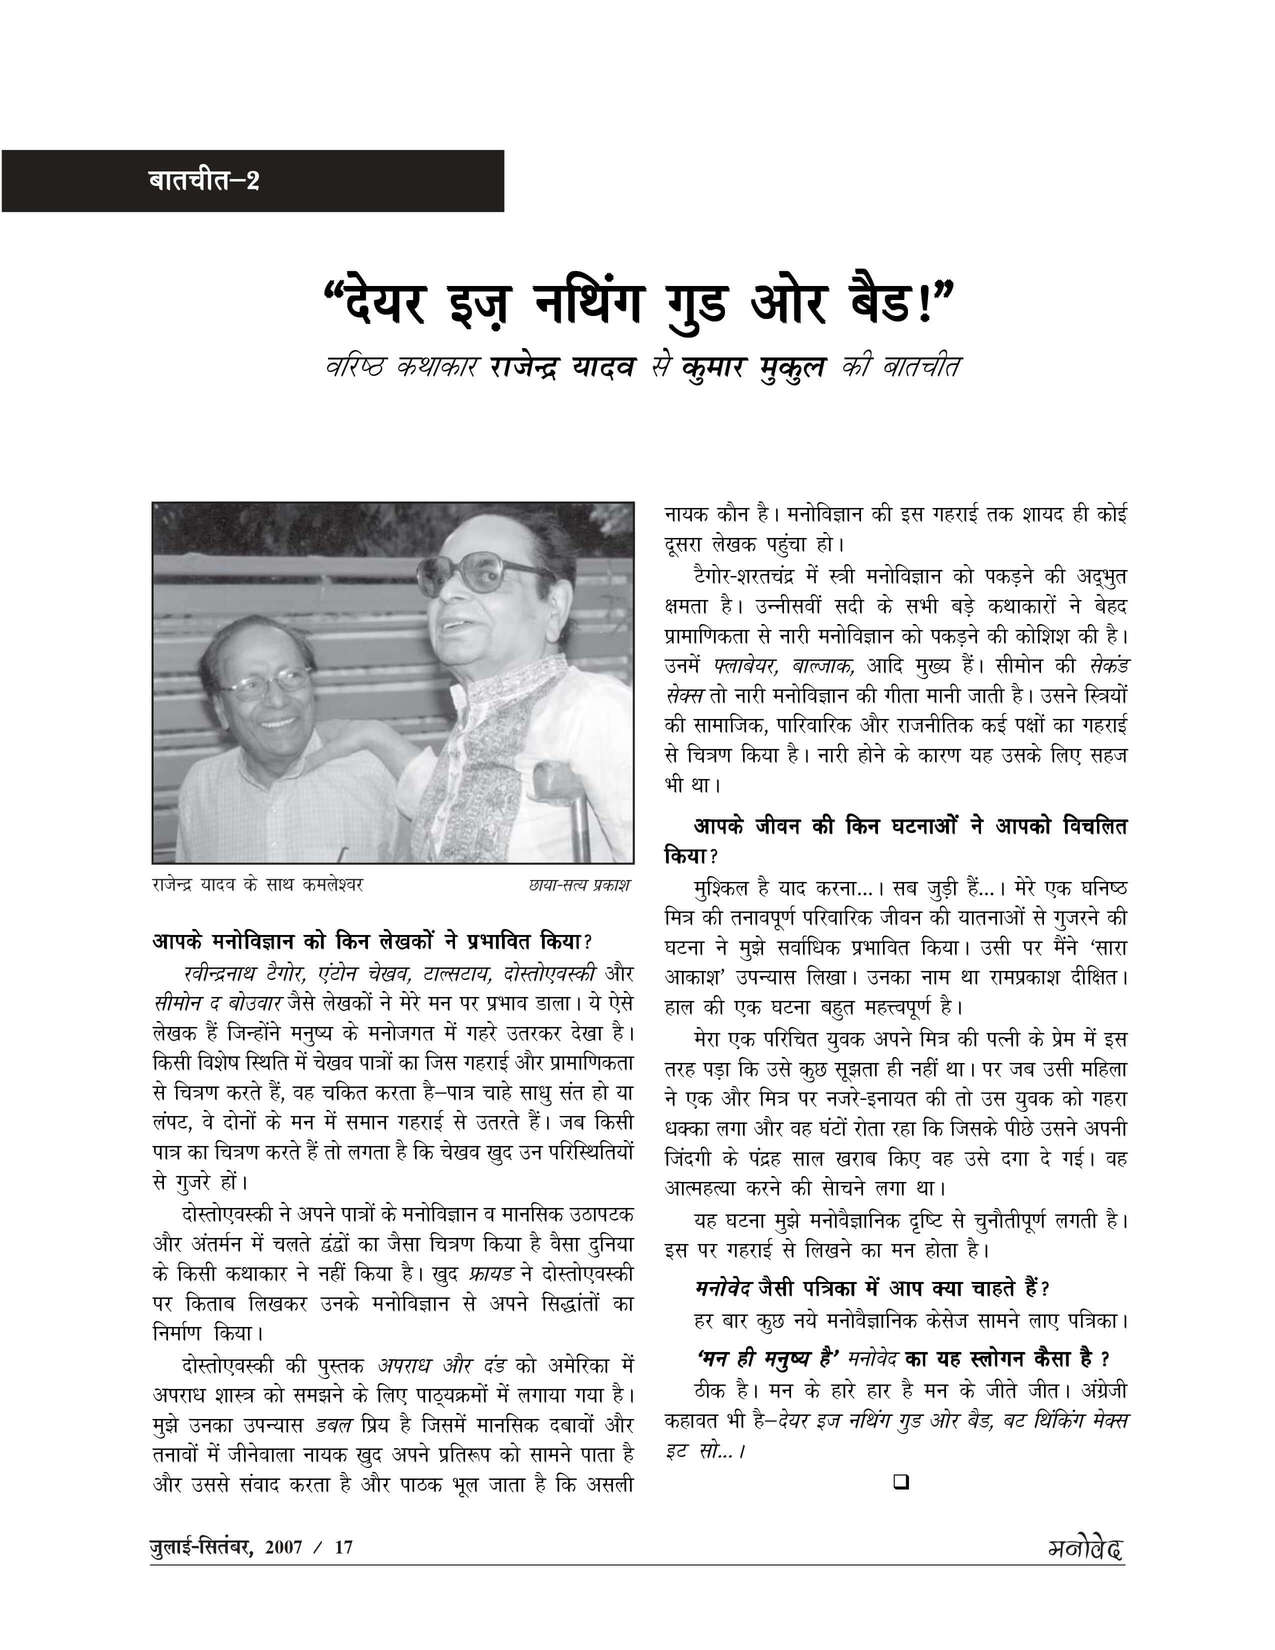 बातचीत–2
“देयर इज़ नथिंग गुड ओर बैड!”
वरिष्ठ कथाकार राजेन्द्र यादव से कुमार मुकुल की बातचीत
राजेन्द्र यादव के साथ कमलेश्वर
छाया-सत्य प्रकाश
आपके मनोविज्ञान को किन लेखकों ने प्रभावित किया?
रवीन्द्रनाथ टैगोर, एंटोन चेखव, टाल्सटाय, दोस्तोएवस्की और
सीमोन द बोउवार जैसे लेखकों ने मेरे मन पर प्रभाव डाला। ये ऐसे
लेखक हैं जिन्होंने मनुष्य के मनोजगत में गहरे उतरकर देखा है।
किसी विशेष स्थिति में चेखव पात्रों का जिस गहराई और प्रामाणिकता
से चित्रण करते हैं, वह चकित करता है–पात्र चाहे साधु संत हो या
लंपट, वे दोनों के मन में समान गहराई से उतरते हैं। जब किसी
पात्र का चित्रण करते हैं तो लगता है कि चेखव खुद उन परिस्थितियों
से गुजरे हों।
दोस्तोएवस्की ने अपने पात्रों के मनोविज्ञान व मानसिक उठापटक
और अंतर्मन में चलते द्वंद्वों का जैसा चित्रण किया है वैसा दुनिया
के किसी कथाकार ने नहीं किया है। खुद फ्रायड ने दोस्तोएवस्की
पर किताब लिखकर उनके मनोविज्ञान से अपने सिद्धांतों का
निर्माण किया।
दोस्तोएवस्की की पुस्तक अपराध और दंड को अमेरिका में
अपराध शास्त्र को समझने के लिए पाठ्यक्रमों में लगाया गया है।
मुझे उनका उपन्यास डबल प्रिय है जिसमें मानसिक दबावों और
तनावों में जीनेवाला नायक खुद अपने प्रतिरूप को सामने पाता है
और उससे संवाद करता है और पाठक भूल जाता है कि असली
नायक कौन है। मनोविज्ञान की इस गहराई तक शायद ही कोई
दूसरा लेखक पहुंचा हो।
टैगोर-शरतचंद्र में स्त्री मनोविज्ञान को पकड़ने की अद्‌भुत
क्षमता है। उन्नीसवीं सदी के सभी बड़े कथाकारों ने बेहद
प्रामाणिकता से नारी मनोविज्ञान को पकड़ने की कोशिश की है।
उनमें फ्लाबेयर, बाल्जाक, आदि मुख्य हैं। सीमोन की सेकंड
सेक्स तो नारी मनोविज्ञान की गीता मानी जाती है। उसने स्त्रियों
की सामाजिक, पारिवारिक और राजनीतिक कई पक्षों का गहराई
से चित्रण किया है। नारी होने के कारण यह उसके लिए सहज
भी था।
आपके जीवन की किन घटनाओं ने आपको विचलित
किया?
मुश्किल है याद करना...। सब जुड़ी हैं...। मेरे एक घनिष्ठ
मित्र की तनावपूर्ण परिवारिक जीवन की यातनाओं से गुजरने की
घटना ने मुझे सर्वाधिक प्रभावित किया। उसी पर मैंने ‘सारा
आकाश’ उपन्यास लिखा। उनका नाम था रामप्रकाश दीक्षित।
हाल की एक घटना बहुत महत्त्वपूर्ण है।
मेरा एक परिचित युवक अपने मित्र की पत्नी के प्रेम में इस
तरह पड़ा कि उसे कुछ सूझता ही नहीं था। पर जब उसी महिला
ने एक और मित्र पर नजरे-इनायत की तो उस युवक को गहरा
धक्का लगा और वह घंटों रोता रहा कि जिसके पीछे उसने अपनी
जिंदगी के पंद्रह साल खराब किए वह उसे दगा दे गई। वह
आत्महत्या करने की सेाचने लगा था।
यह घटना मुझे मनोवैज्ञानिक दृष्टि से चुनौतीपूर्ण लगती है।
इस पर गहराई से लिखने का मन होता है।
मनोवेद जैसी पत्रिका में आप क्या चाहते हैं?
हर बार कुछ नये मनोवैज्ञानिक केसेज सामने लाए पत्रिका।
‘मन ही मनुष्य है’ मनोवेद का यह स्लोगन कैसा है ?
ठीक है। मन के हारे हार है मन के जीते जीत। अंग्रेजी
कहावत भी है–देयर इज नथिंग गुड ओर बैड, बट थिंकिंग मेक्स
इट सो...।
जुलाई-सितंबर, 2007 / 17
मनोवेद